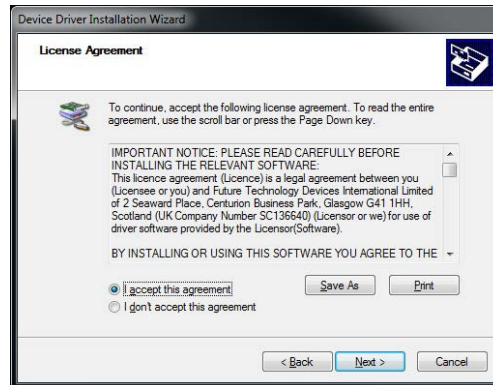 Device Driver Installation Wizard
License Agreement
To continue, accept the following license agreement. To read the entire
agreement, use the scroll bar or press the Page Down key.
IMPORTANT NOTICE: PLEASE READ CAREFULLY BEFORE
INSTALLING THE RELEVANT SOFTWARE:
This licence agreement (Licence) is a legal agreement between you
(Licensee or you) and Future Technology Devices International Limited
of 2 Seaward Place, Centurion Business Park, Glasgow G41 1HH,
Scotland (UK Company Number SC136640) (Licensor or we) for use of
driver software provided by the Licensor(Software).
BY INSTALLING OR USING THIS SOFTWARE YOU AGREE TO THE
I accept this agreement
Save As
Print
I don't accept this agreement
< Back
Next >
Cancel